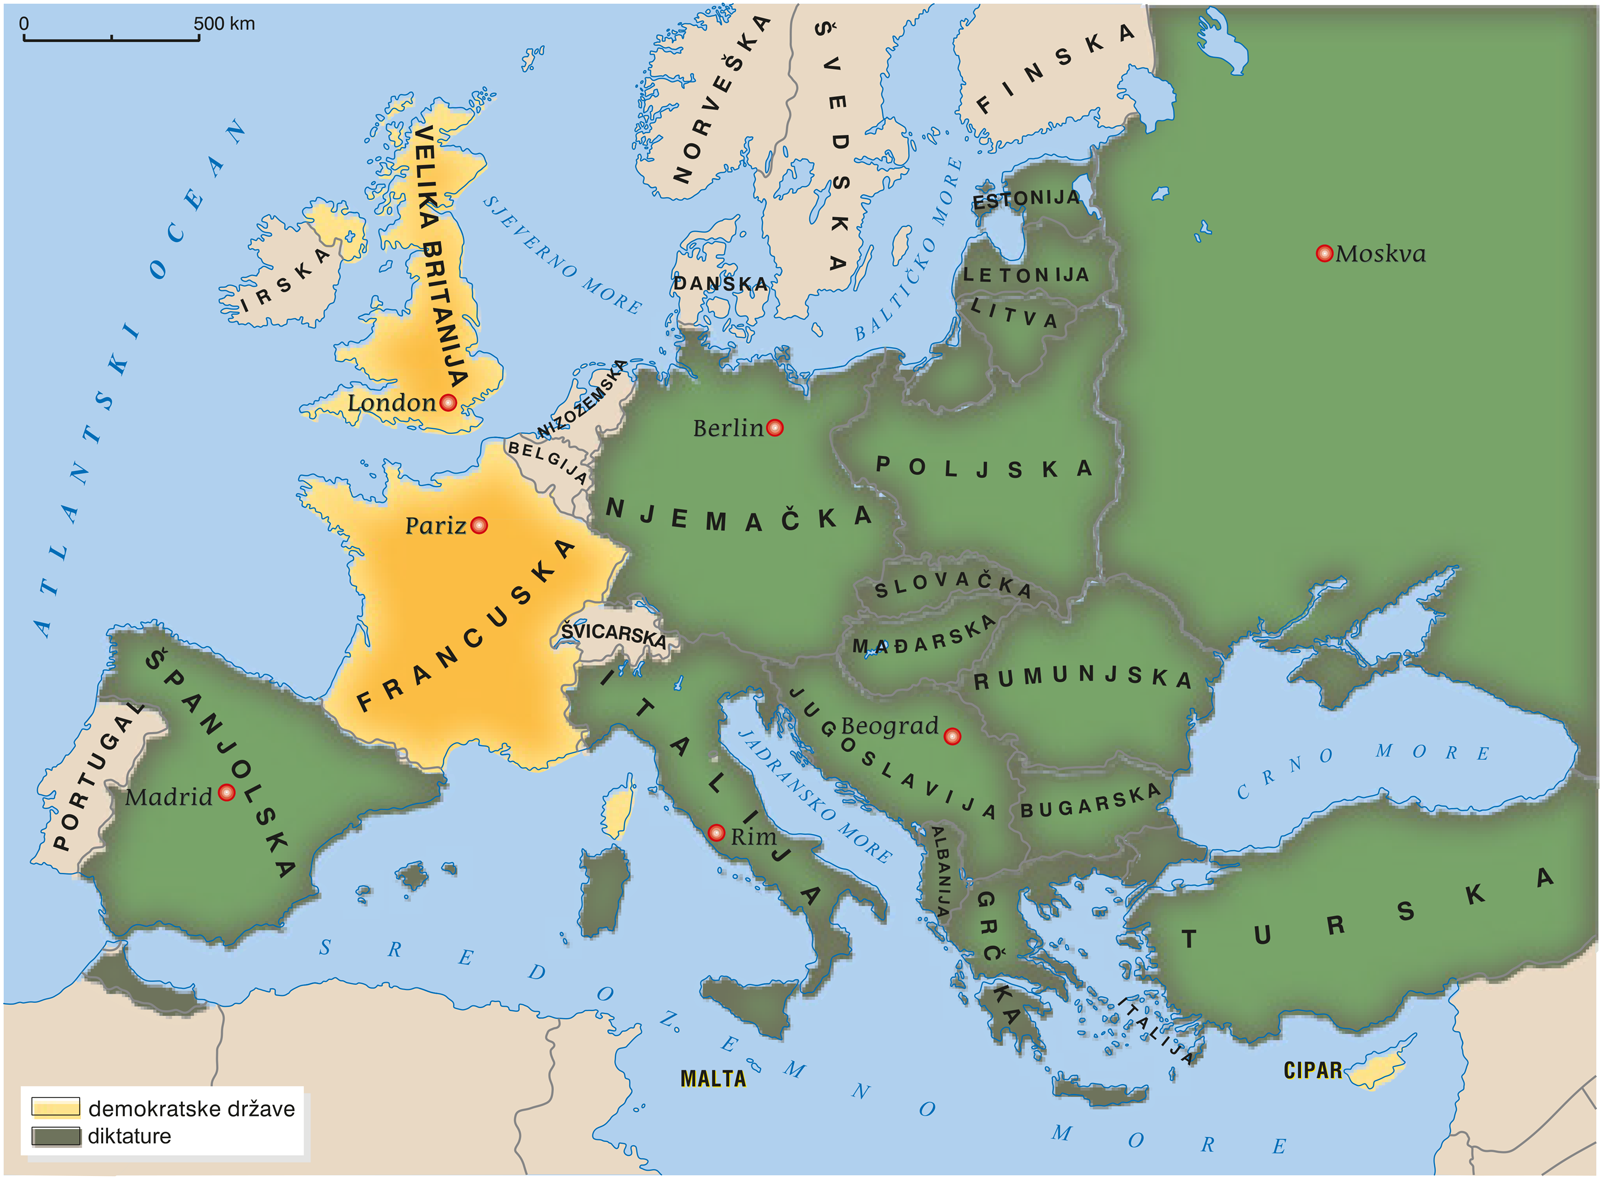 0 500 km
ATLANTSKI OCEAN
NORVEŠKA
ŠVEDSKA
FINSKA
VELIKA BRITANIJA
IRSKA
SJEVERNO MORE
DANSKA
BALTIČKO MORE
ESTONIJA
LETONIJA
LITVA
Moskva
London
NIZOZEMSKA
BELGIJA
Berlin
POLJSKA
NJEMAČKA
Pariz
FRANCUSKA
SLOVAČKA
ŠVICARSKA
MAĐARSKA
RUMUNJSKA
ŠPANJOLSKA
PORTUGAL
Madrid
ITALIJA
Rim
JADRANSKO MORE
JUGOSLAVIJA
Beograd
CRNO MORE
BUGARSKA
ALBANIJA
GRČKA
TURSKA
ITALIJA
SREDOZEMNO MORE
MALTA
CIPAR
demokratske države
diktature